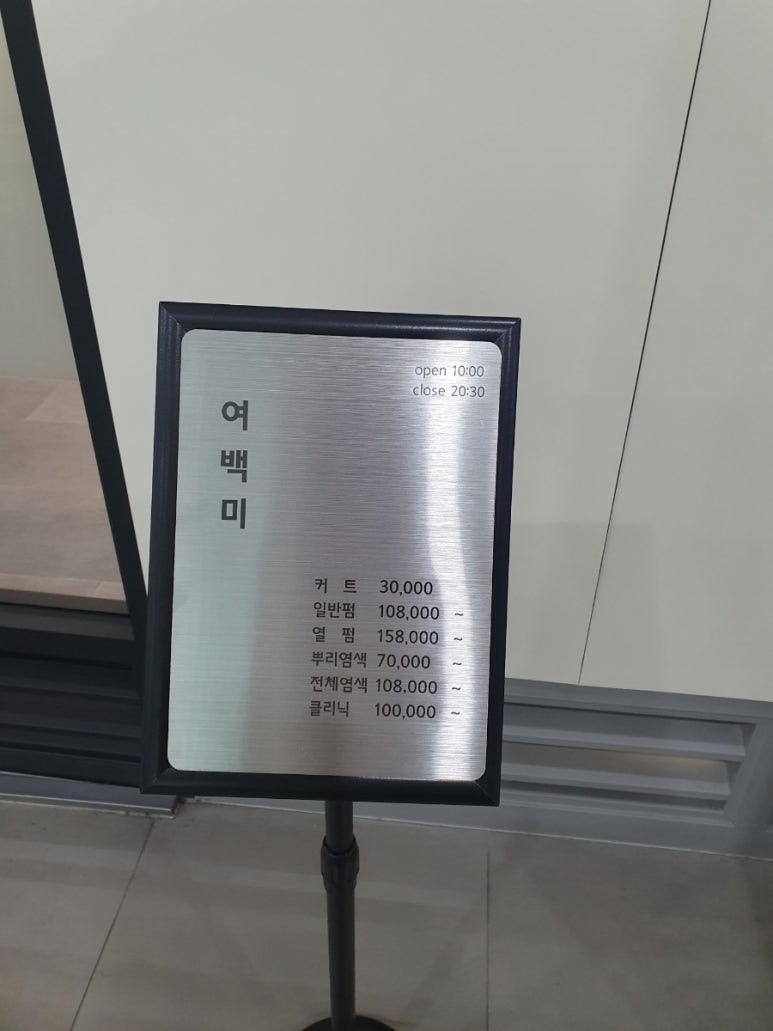 open 10:00
close 20:30
여백미
커 트 30,000
일반펌 108,000 ~
열 펌 158,000 ~
뿌리염색 70,000 ~
전체염색 108,000 ~
클리닉 100,000 ~